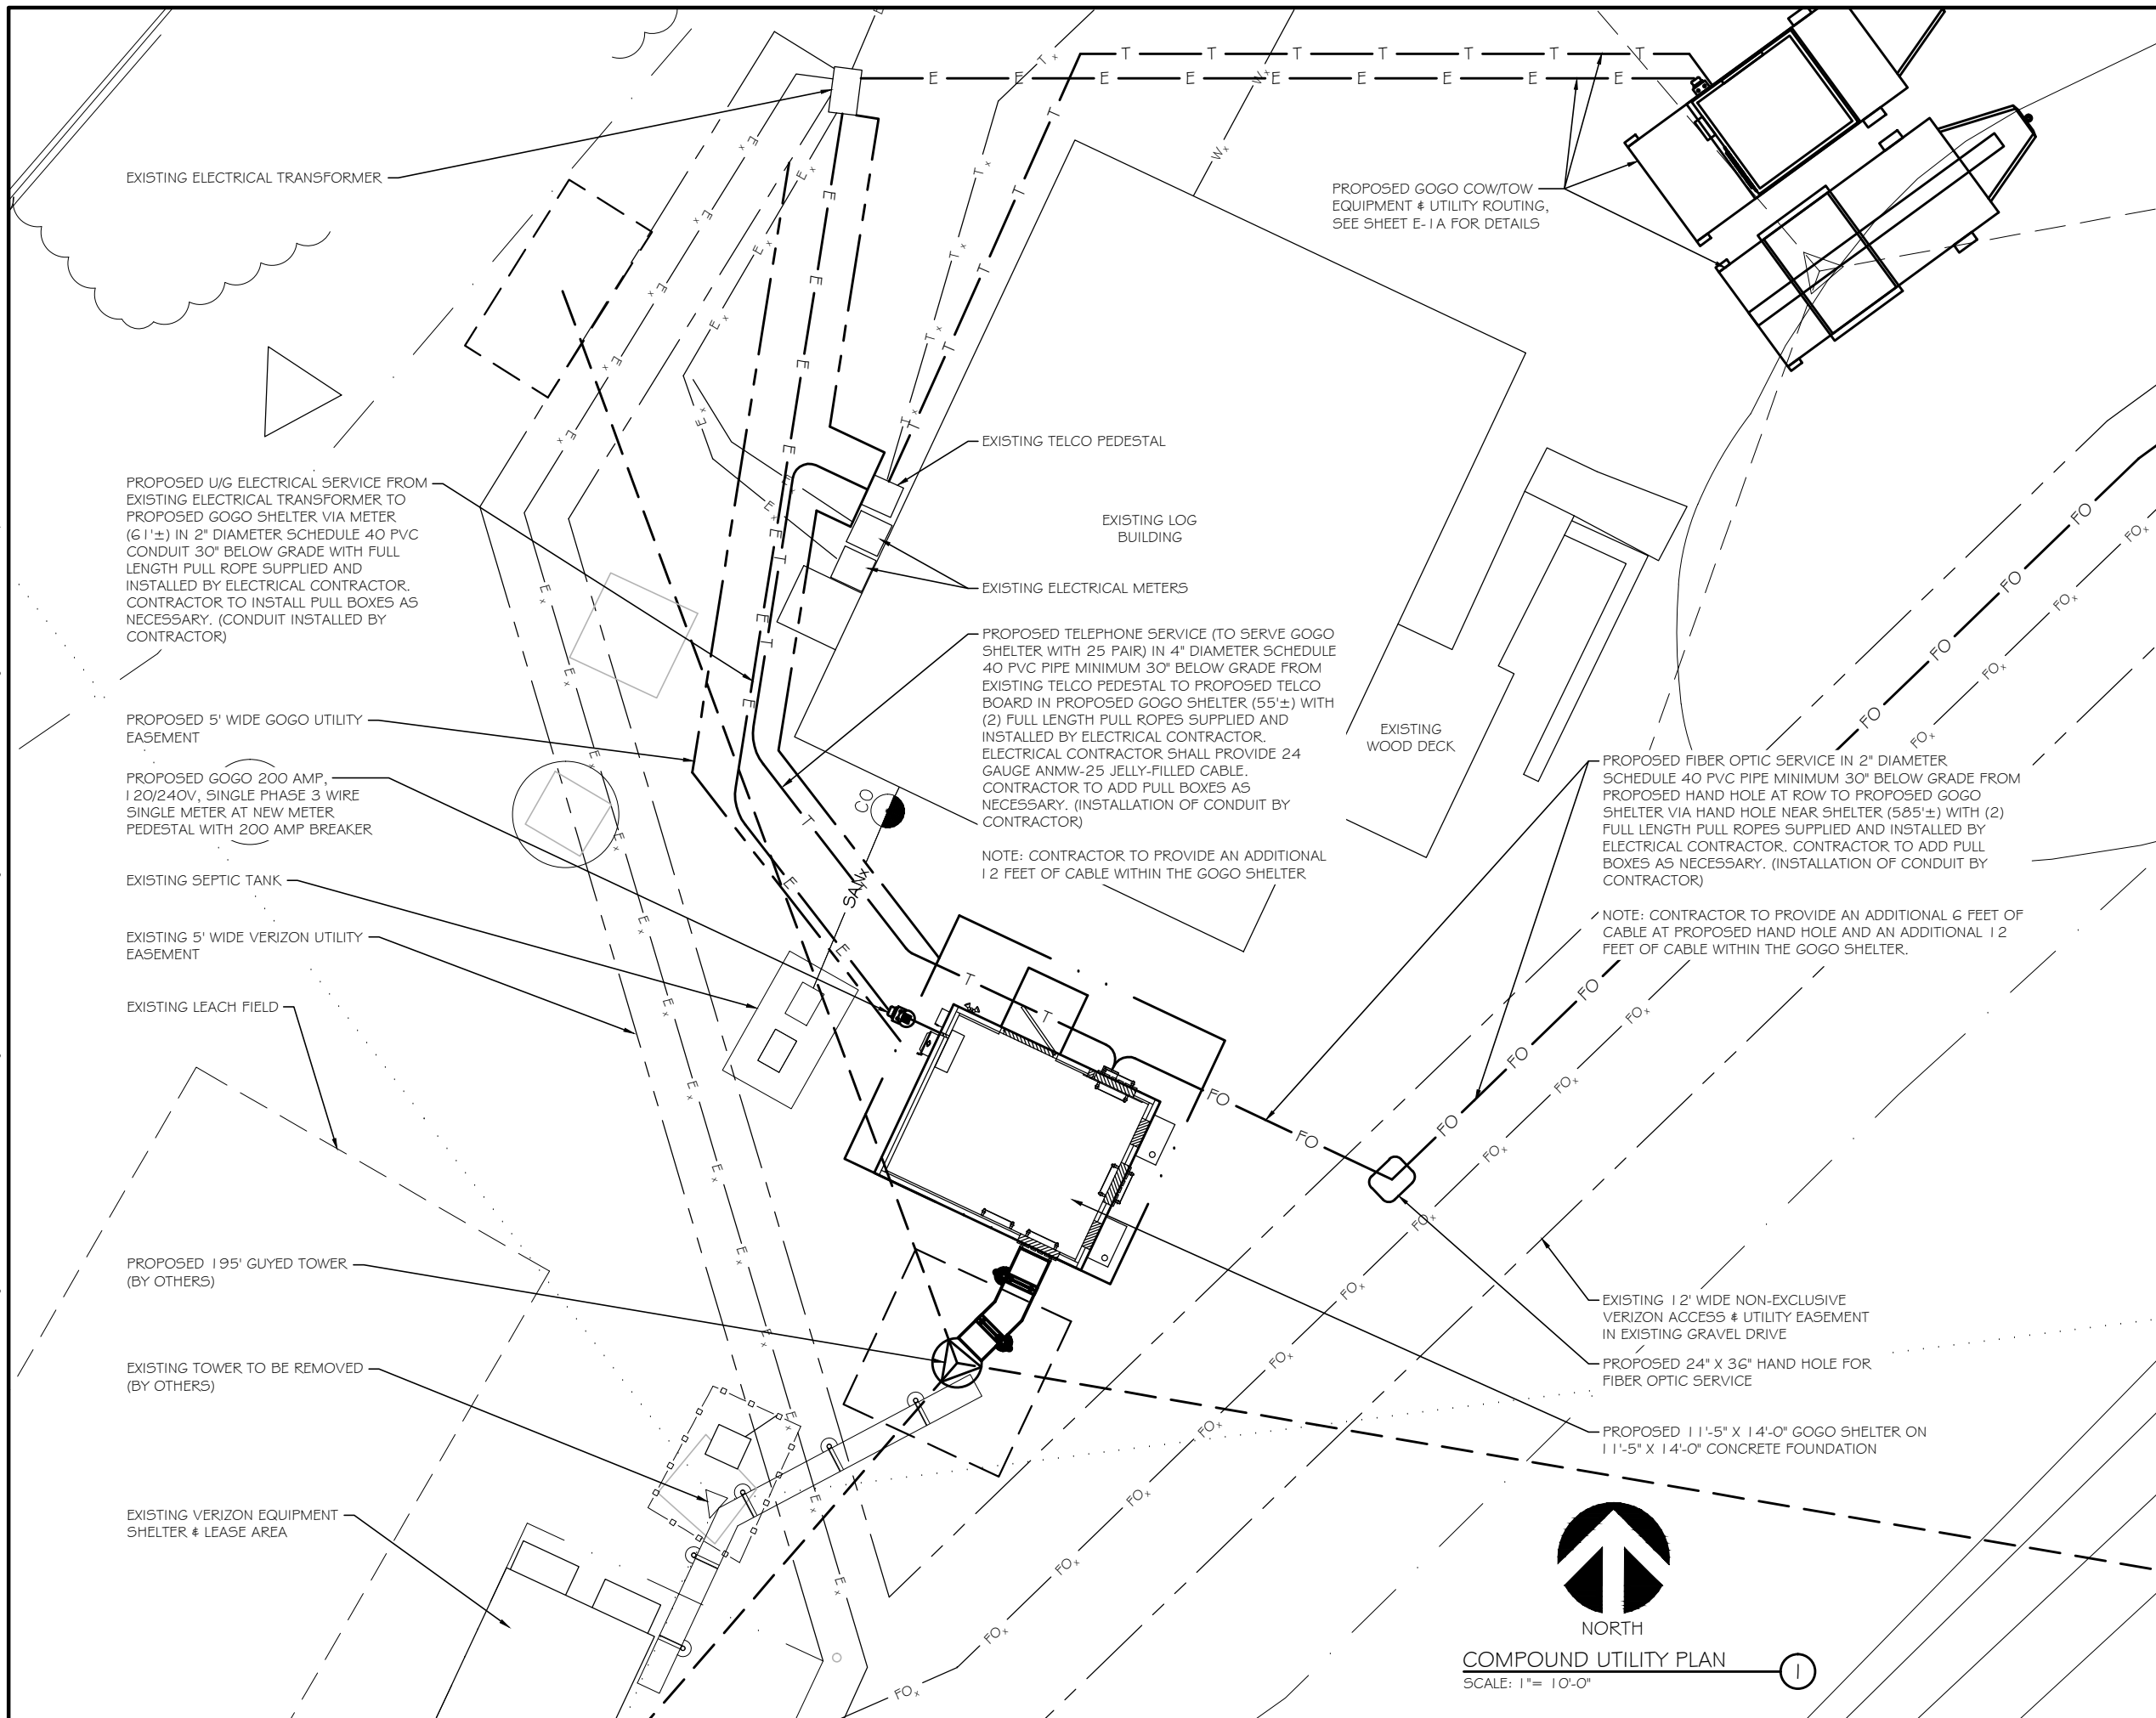 EXISTING ELECTRICAL TRANSFORMER
PROPOSED GOGO COW/TOW
EQUIPMENT & UTILITY ROUTING,
SEE SHEET E-1A FOR DETAILS
EXISTING TELCO PEDESTAL
EXISTING LOG
BUILDING
EXISTING ELECTRICAL METERS
PROPOSED U/G ELECTRICAL SERVICE FROM
EXISTING ELECTRICAL TRANSFORMER TO
PROPOSED GOGO SHELTER VIA METER
(61'±) IN 2" DIAMETER SCHEDULE 40 PVC
CONDUIT 30" BELOW GRADE WITH FULL
LENGTH PULL ROPE SUPPLIED AND
INSTALLED BY ELECTRICAL CONTRACTOR.
CONTRACTOR TO INSTALL PULL BOXES AS
NECESSARY. (CONDUIT INSTALLED BY
CONTRACTOR)
PROPOSED TELEPHONE SERVICE (TO SERVE GOGO
SHELTER WITH 25 PAIR) IN 4" DIAMETER SCHEDULE
40 PVC PIPE MINIMUM 30" BELOW GRADE FROM
EXISTING TELCO PEDESTAL TO PROPOSED TELCO
BOARD IN PROPOSED GOGO SHELTER (55'±) WITH
(2) FULL LENGTH PULL ROPES SUPPLIED AND
INSTALLED BY ELECTRICAL CONTRACTOR.
ELECTRICAL CONTRACTOR SHALL PROVIDE 24
GAUGE ANMW-25 JELLY-FILLED CABLE.
CONTRACTOR TO ADD PULL BOXES AS
NECESSARY. (INSTALLATION OF CONDUIT BY
CONTRACTOR)
NOTE: CONTRACTOR TO PROVIDE AN ADDITIONAL
12 FEET OF CABLE WITHIN THE GOGO SHELTER
EXISTING
WOOD DECK
PROPOSED 5' WIDE GOGO UTILITY
EASEMENT
PROPOSED GOGO 200 AMP,
120/240V, SINGLE PHASE 3 WIRE
SINGLE METER AT NEW METER
PEDESTAL WITH 200 AMP BREAKER
CO
SANx
EXISTING SEPTIC TANK
EXISTING 5' WIDE VERIZON UTILITY
EASEMENT
EXISTING LEACH FIELD
PROPOSED FIBER OPTIC SERVICE IN 2" DIAMETER
SCHEDULE 40 PVC PIPE MINIMUM 30" BELOW GRADE FROM
PROPOSED HAND HOLE AT ROW TO PROPOSED GOGO
SHELTER VIA HAND HOLE NEAR SHELTER (585'±) WITH (2)
FULL LENGTH PULL ROPES SUPPLIED AND INSTALLED BY
ELECTRICAL CONTRACTOR. CONTRACTOR TO ADD PULL
BOXES AS NECESSARY. (INSTALLATION OF CONDUIT BY
CONTRACTOR)
NOTE: CONTRACTOR TO PROVIDE AN ADDITIONAL 6 FEET OF
CABLE AT PROPOSED HAND HOLE AND AN ADDITIONAL 12
FEET OF CABLE WITHIN THE GOGO SHELTER.
PROPOSED 195' GUYED TOWER
(BY OTHERS)
EXISTING TOWER TO BE REMOVED
(BY OTHERS)
EXISTING VERIZON EQUIPMENT
SHELTER & LEASE AREA
EXISTING 12' WIDE NON-EXCLUSIVE
VERIZON ACCESS & UTILITY EASEMENT
IN EXISTING GRAVEL DRIVE
PROPOSED 24" X 36" HAND HOLE FOR
FIBER OPTIC SERVICE
PROPOSED 11'-5" X 14'-0" GOGO SHELTER ON
11'-5" X 14'-0" CONCRETE FOUNDATION
NORTH
COMPOUND UTILITY PLAN
1
SCALE: 1"= 10'-0"